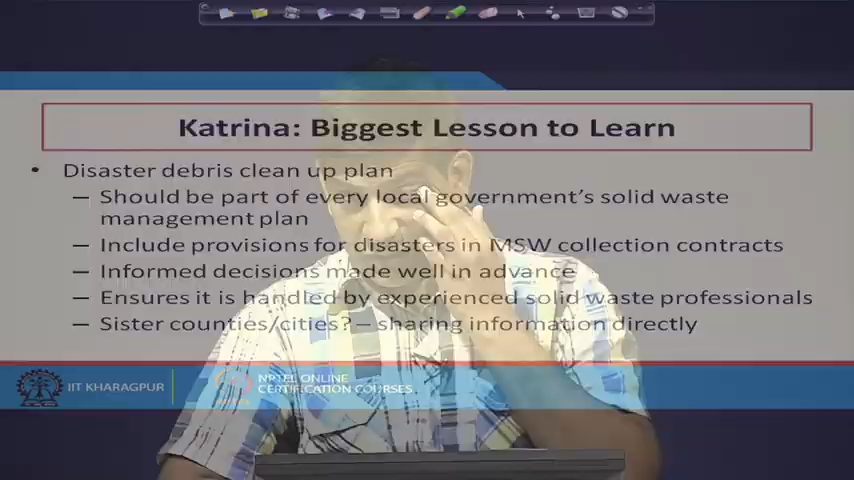 Katrina: Biggest Lesson to Learn
• Disaster debris clean up plan
– Should be part of every local government's solid waste
management plan
– Include provisions for disasters in MSW collection contracts
– Informed decisions made well in advance
– Ensures it is handled by experienced solid waste professionals
– Sister counties/cities? – sharing information directly
IIT KHARAGPUR
NPTEL ONLINE
CERTIFICATION COURSES